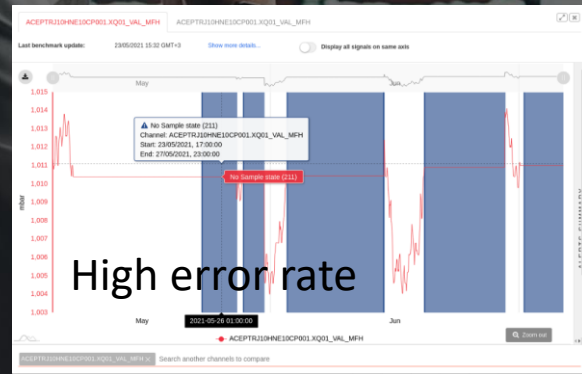 ACEPTRJ10HNE10CP001.XQ01_VAL_MFH ACEPTRJ10HNE10CP001.XQ01_VAL_MFH
Last benchmark update: 23/05/2021 15:32 GMT+3 Show more details... Display all signals on same axis
May Jun
1,015
1,014
1,013
1,012
1,011
1,010
1,009
1,008
1,007
1,006
1,005
1,004
1,003
mbar
No Sample state (211)
Channel: ACEPTRJ10HNE10CP001.XQ01_VAL_MFH
Start: 23/05/2021, 17:00:00
End: 27/05/2021, 23:00:00
No Sample state (211)
High error rate
ALERTS SUMMARY
May 2021-05-26 01:00:00 Jun
ACEPTRJ10HNE10CP001.XQ01_VAL_MFH
Zoom out
ACEPTRJ10HNE10CP001.XQ01_VAL_MFH × Search another channels to compare